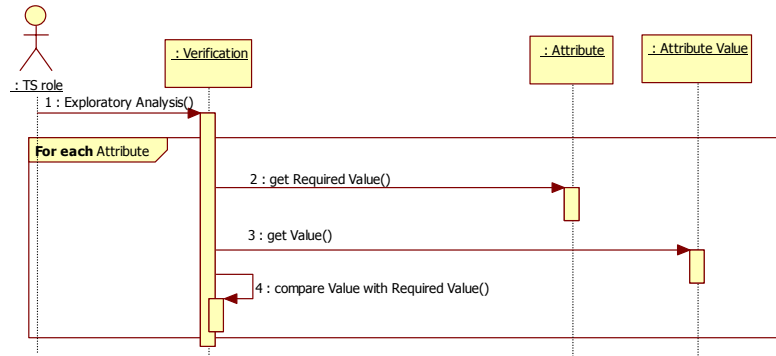 : Verification
: Attribute
: Attribute Value
: TS role
1 : Exploratory Analysis()
For each Attribute
2 : get Required Value()
3 : get Value()
4 : compare Value with Required Value()